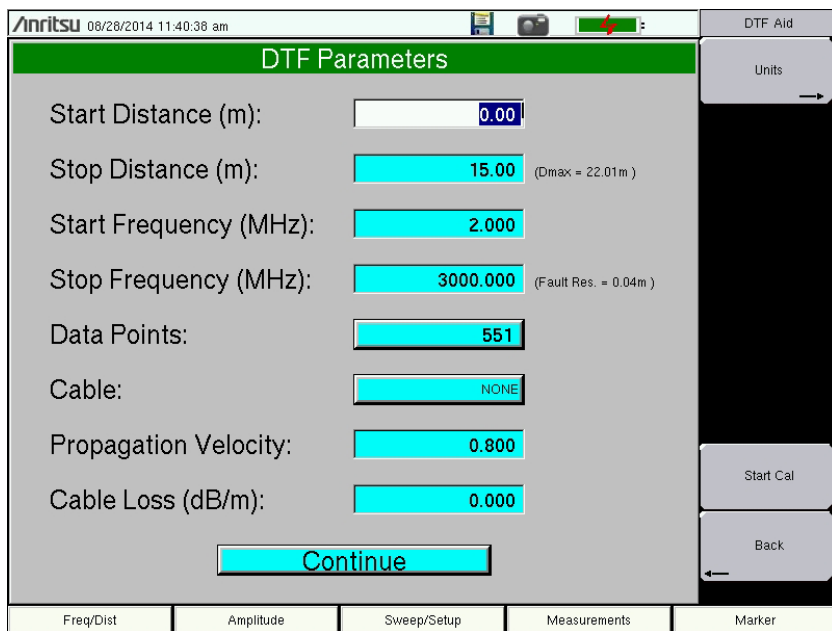 Anritsu 08/28/2014 11:40:38 am
DTF Aid
DTF Parameters
Units
Start Distance (m): 0.00
Stop Distance (m): 15.00 (Dmax = 22.01m )
Start Frequency (MHz): 2.000
Stop Frequency (MHz): 3000.000 (Fault Res. = 0.04m )
Data Points: 551
Cable: NONE
Propagation Velocity: 0.800
Start Cal
Cable Loss (dB/m): 0.000
Back
Continue
Freq/Dist Amplitude Sweep/Setup Measurements Marker